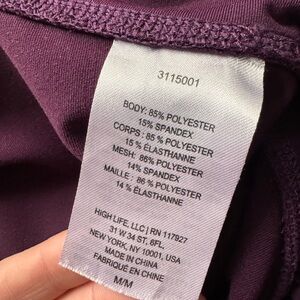 3115001
BODY: 85% POLYESTER
15% SPANDEX
CORPS : 85% POLYESTER
15 % ÉLASTHANNE
MESH: 86% POLYESTER
14% SPANDEX
MAILLE : 86 % POLYESTER
14 % ÉLASTHANNE
HIGH LIFE, LLC | RN 117927
31 W 34 ST, 6FL.
NEW YORK, NY 10001, USA
MADE IN CHINA
FABRIQUÉ EN CHINE
M/M